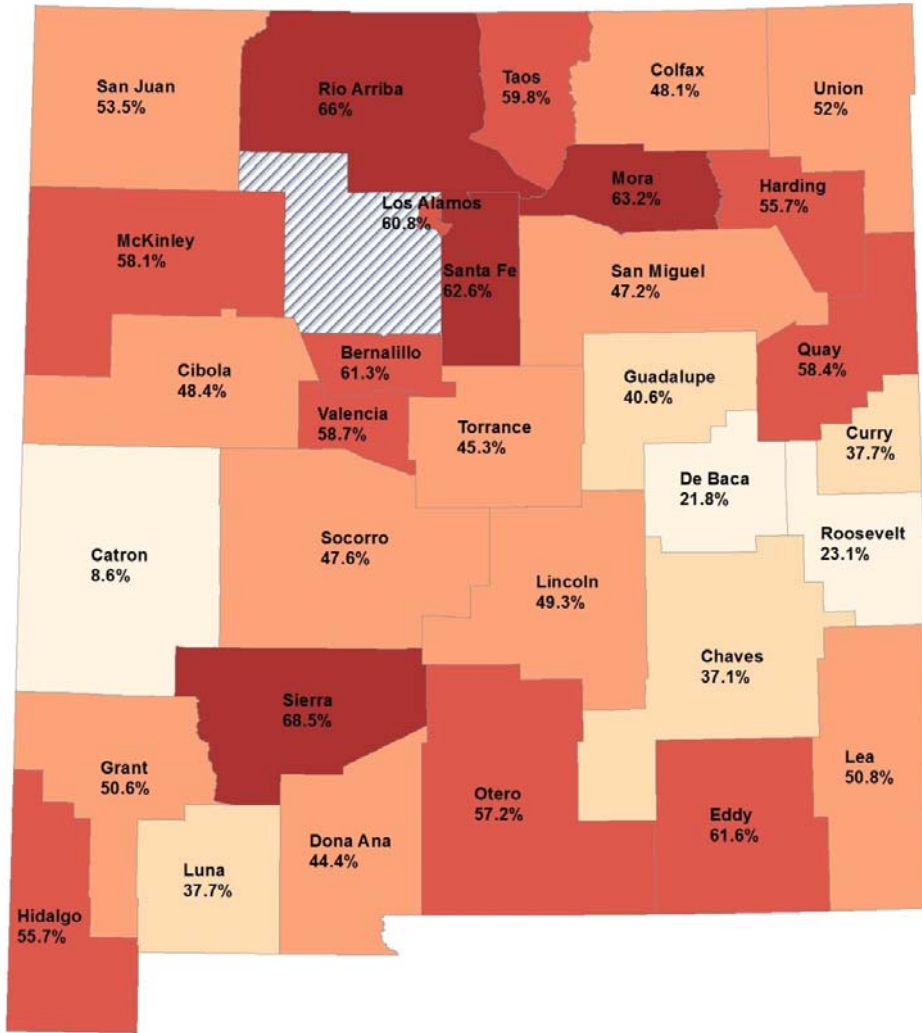 San Juan
53.5%
Rio Arriba
66%
Taos
59.8%
Colfax
48.1%
Union
52%
Mora
63.2%
Harding
55.7%
Los Alamos
60.8%
McKinley
58.1%
Santa Fe
62.6%
San Miguel
47.2%
Bernalillo
61.3%
Quay
58.4%
Cibola
48.4%
Guadalupe
40.6%
Valencia
58.7%
Torrance
45.3%
Curry
37.7%
De Baca
21.8%
Roosevelt
23.1%
Catron
8.6%
Socorro
47.6%
Lincoln
49.3%
Chaves
37.1%
Sierra
68.5%
Grant
50.6%
Lea
50.8%
Otero
57.2%
Eddy
61.6%
Dona Ana
44.4%
Luna
37.7%
Hidalgo
55.7%